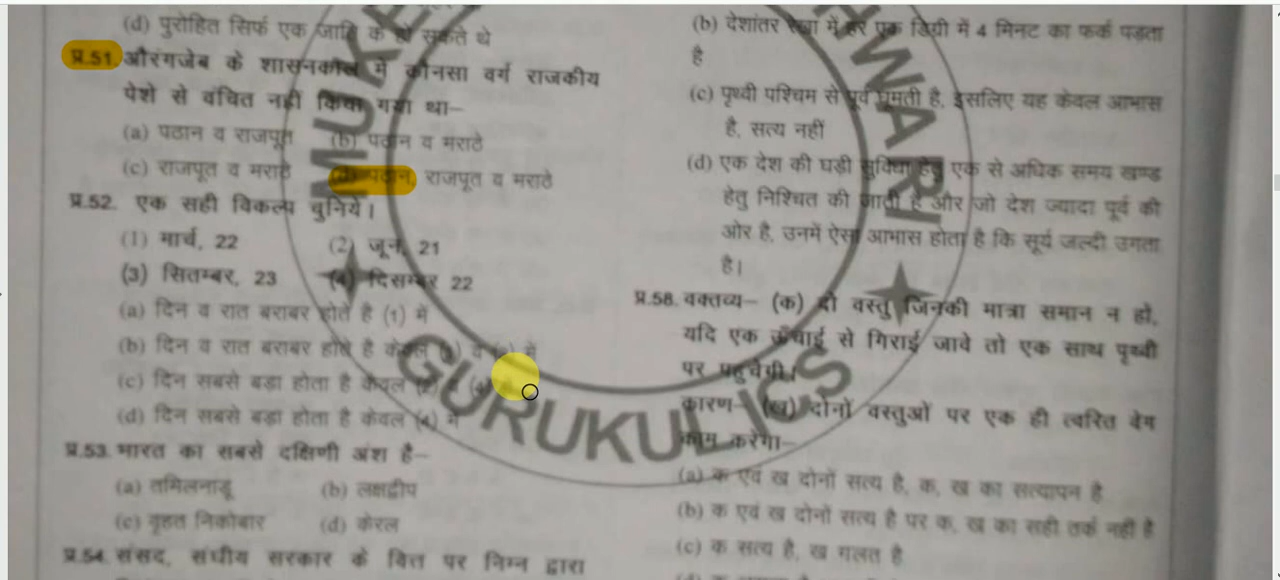 (d) पुरोहित सिर्फ एक जाति के हो सकते थे
प्र.51. औरंगजेब के शासनकाल में कौनसा वर्ग राजकीय
पेशे से वंचित नहीं किया गया था–
(a) पठान व राजपूत (b) पठान व मराठे
(c) राजपूत व मराठे (d) पठान, राजपूत व मराठे
प्र.52. एक सही विकल्प चुनिये।
(1) मार्च, 22 (2) जून, 21
(3) सितम्बर, 23 (4) दिसम्बर 22
(a) दिन व रात बराबर होते है (1) में
(b) दिन व रात बराबर होते है केवल व में
(c) दिन सबसे बड़ा होता है केवल (2) व
(d) दिन सबसे बड़ा होता है केवल (4) में
प्र.53. भारत का सबसे दक्षिणी अंश है–
(a) तमिलनाडू (b) लक्षद्वीप
(c) वृहत निकोबार (d) केरल
प्र.54. संसद, संघीय सरकार के वित पर निम्न द्वारा
(b) देशांतर रेखा में हर एक डिग्री में 4 मिनट का फर्क पड़ता
है
(c) पृथ्वी पश्चिम से पूर्व घूमती है, इसलिए यह केवल आभास
है, सत्य नहीं
(d) एक देश की घड़ी सुविधा हेतु एक से अधिक समय खण्ड
हेतु निश्चित की जाती है और जो देश ज्यादा पूर्व की
ओर है, उनमें ऐसा आभास होता है कि सूर्य जल्दी उगता
है।
प्र.58. वक्तव्य– (क) दो वस्तु जिनकी मात्रा समान न हो,
यदि एक ऊँचाई से गिराई जावे तो एक साथ पृथ्वी
पर पहुचेगी।
कारण– (ख) दोनों वस्तुओं पर एक ही त्वरित वेग
काम करेगा–
(a) क एवं ख दोनों सत्य है, क, ख का सत्यापन है
(b) क एवं ख दोनों सत्य है पर क, ख का सही तर्क नही है
(c) क सत्य है, ख गलत है
GURUKUL ICS